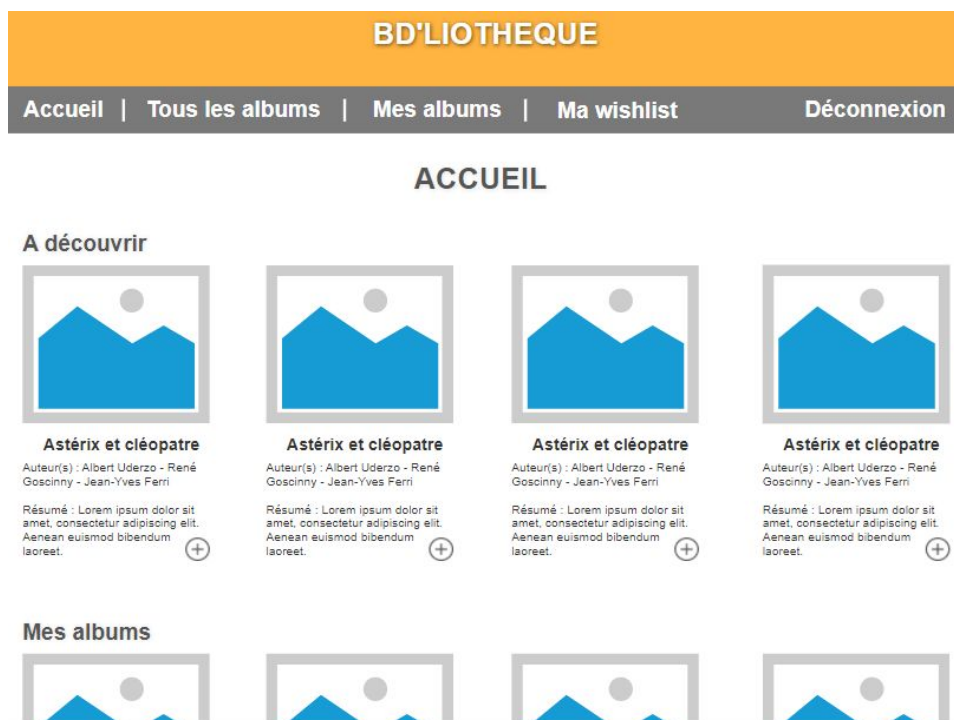 BD'LIOTHEQUE
Accueil | Tous les albums | Mes albums | Ma wishlist Déconnexion
ACCUEIL
A découvrir
Astérix et cléopatre
Auteur(s) : Albert Uderzo - René
Goscinny - Jean-Yves Ferri
Résumé : Lorem ipsum dolor sit
amet, consectetur adipiscing elit.
Aenean euismod bibendum
laoreet.
Astérix et cléopatre
Auteur(s) : Albert Uderzo - René
Goscinny - Jean-Yves Ferri
Résumé : Lorem ipsum dolor sit
amet, consectetur adipiscing elit.
Aenean euismod bibendum
laoreet.
Astérix et cléopatre
Auteur(s) : Albert Uderzo - René
Goscinny - Jean-Yves Ferri
Résumé : Lorem ipsum dolor sit
amet, consectetur adipiscing elit.
Aenean euismod bibendum
laoreet.
Astérix et cléopatre
Auteur(s) : Albert Uderzo - René
Goscinny - Jean-Yves Ferri
Résumé : Lorem ipsum dolor sit
amet, consectetur adipiscing elit.
Aenean euismod bibendum
laoreet.
Mes albums